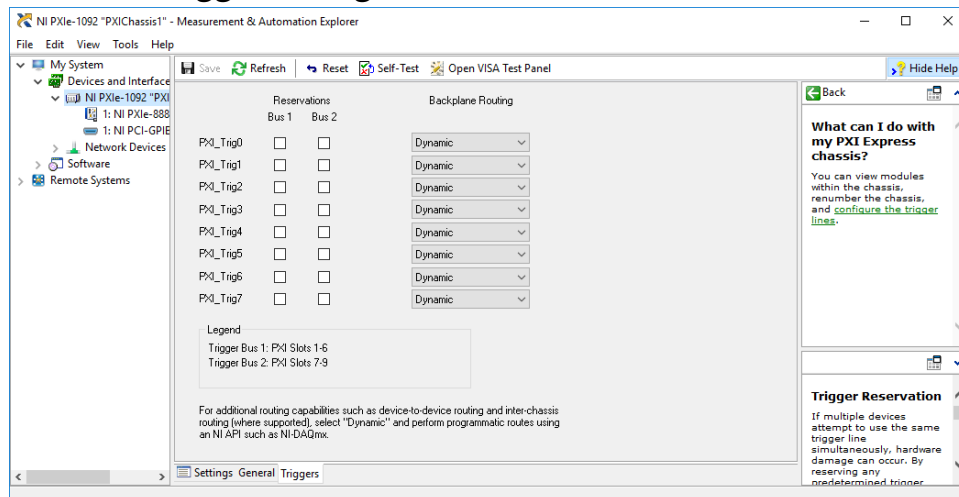 NI PXIe-1092 "PXIChassis1" - Measurement & Automation Explorer
File Edit View Tools Help
My System
Devices and Interface
NI PXIe-1092 "PXI
1: NI PXIe-888
1: NI PCI-GPIE
Network Devices
Software
Remote Systems
Save Refresh Reset Self-Test Open VISA Test Panel Hide Help
Reservations Backplane Routing
Bus 1 Bus 2
PXI_Trig0 Dynamic
PXI_Trig1 Dynamic
PXI_Trig2 Dynamic
PXI_Trig3 Dynamic
PXI_Trig4 Dynamic
PXI_Trig5 Dynamic
PXI_Trig6 Dynamic
PXI_Trig7 Dynamic
Legend
Trigger Bus 1: PXI Slots 1-6
Trigger Bus 2: PXI Slots 7-9
For additional routing capabilities such as device-to-device routing and inter-chassis
routing (where supported), select "Dynamic" and perform programmatic routes using
an NI API such as NI-DAQmx.
Settings General Triggers
Back
What can I do with
my PXI Express
chassis?
You can view modules
within the chassis,
renumber the chassis,
and configure the trigger
lines.
Trigger Reservation
If multiple devices
attempt to use the same
trigger line
simultaneously, hardware
damage can occur. By
reserving any
predetermined trigger